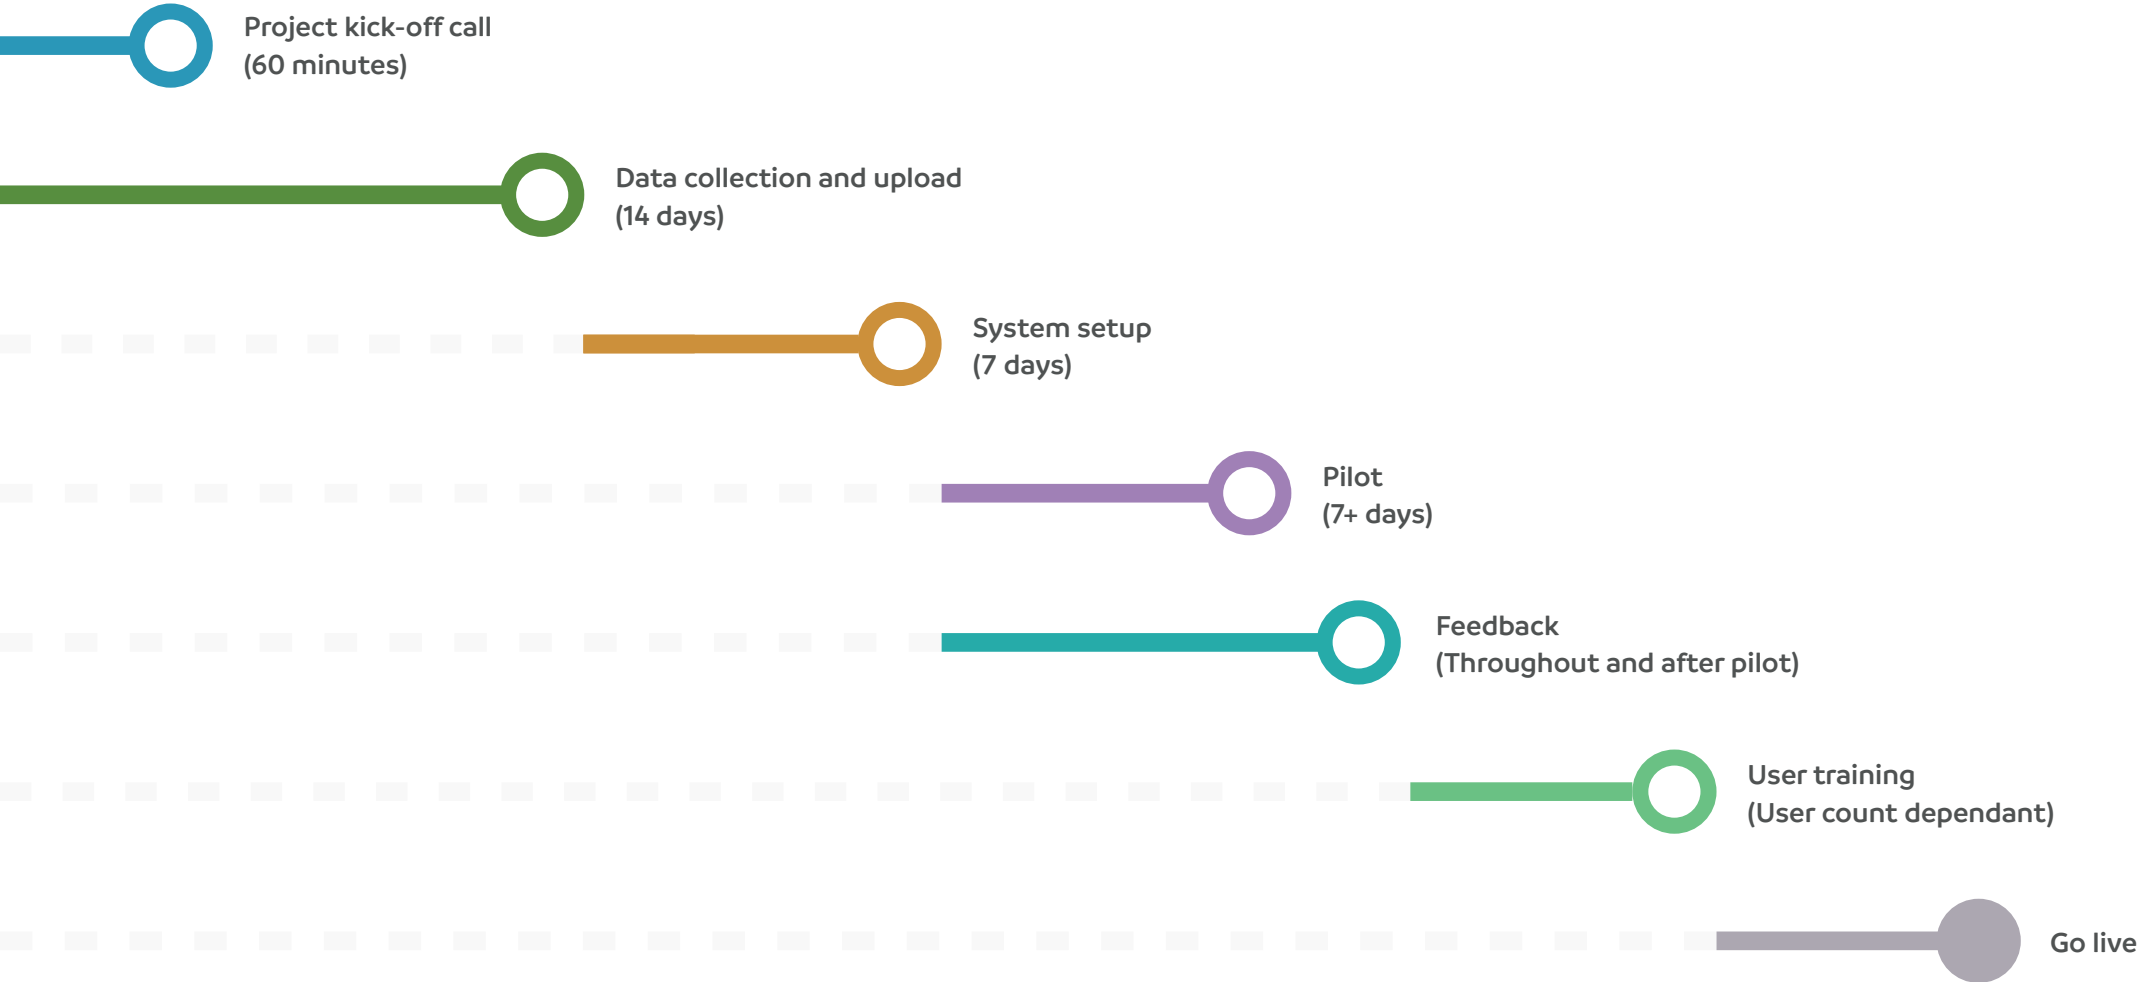 Project kick-off call
(60 minutes)
Data collection and upload
(14 days)
System setup
(7 days)
Pilot
(7+ days)
Feedback
(Throughout and after pilot)
User training
(User count dependant)
Go live